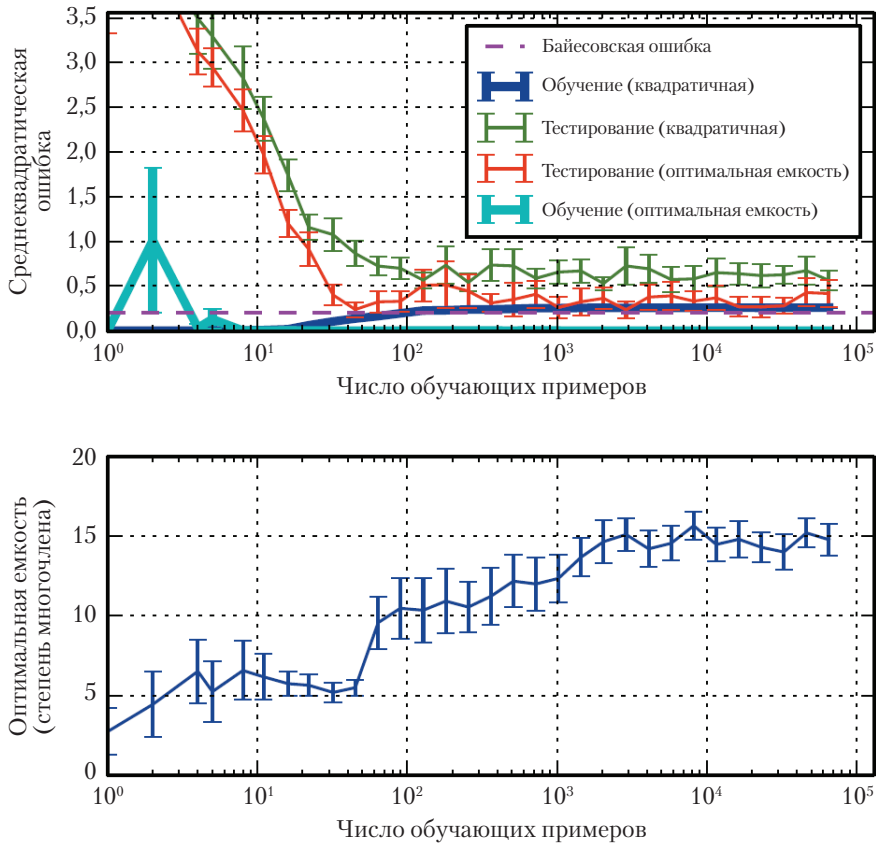 Среднеквадратическая
ошибка
3,5
3,0
2,5
2,0
1,5
1,0
0,5
0,0
Байесовская ошибка
Обучение (квадратичная)
Тестирование (квадратичная)
Тестирование (оптимальная емкость)
Обучение (оптимальная емкость)
10⁰ 10¹ 10² 10³ 10⁴ 10⁵
Число обучающих примеров
Оптимальная емкость
(степень многочлена)
20
15
10
5
0
10⁰ 10¹ 10² 10³ 10⁴ 10⁵
Число обучающих примеров